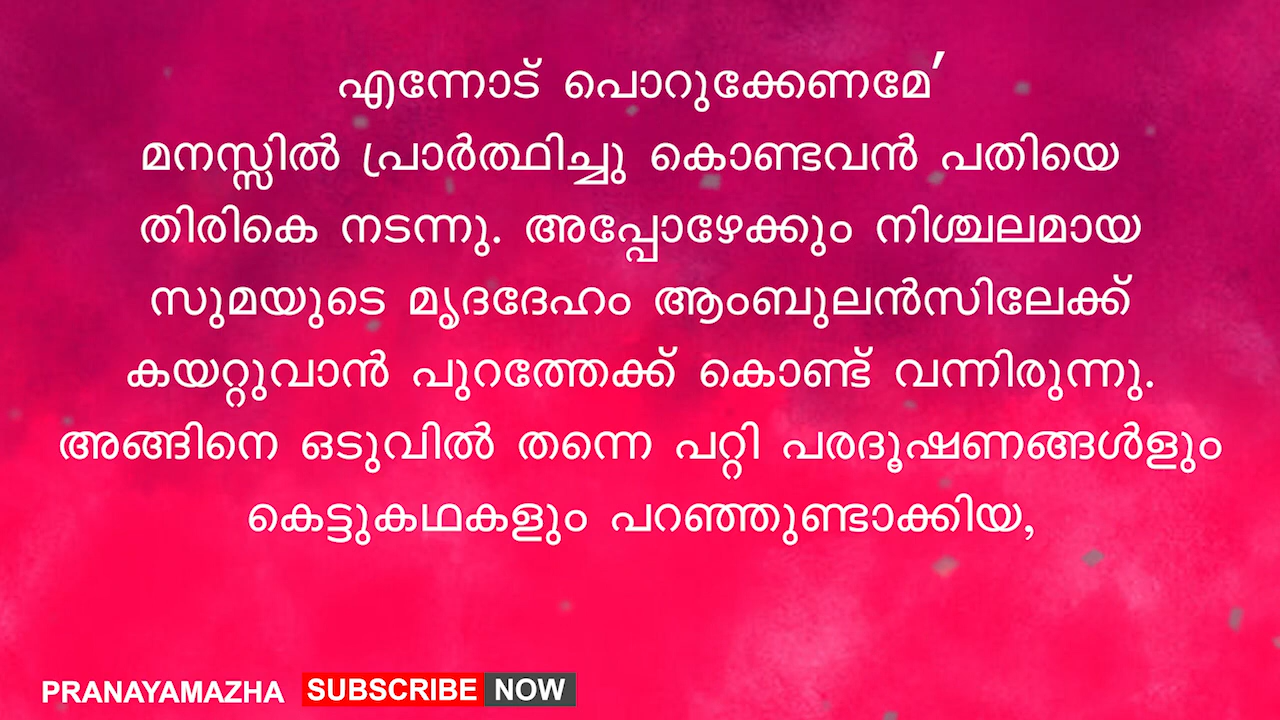 എന്നോട് പൊറുക്കേണമേ'
മനസ്സിൽ പ്രാർത്ഥിച്ചു കൊണ്ടവൻ പതിയെ
തിരികെ നടന്നു. അപ്പോഴേക്കും നിശ്ചലമായ
സുമയുടെ മൃദദേഹം ആംബുലൻസിലേക്ക്
കയറ്റുവാൻ പുറത്തേക്ക് കൊണ്ട് വന്നിരുന്നു.
അങ്ങിനെ ഒടുവിൽ തന്നെ പറ്റി പരദൂഷണങ്ങൾളും
കെട്ടുകഥകളും പറഞ്ഞുണ്ടാക്കിയ,
PRANAYAMAZHA SUBSCRIBE NOW